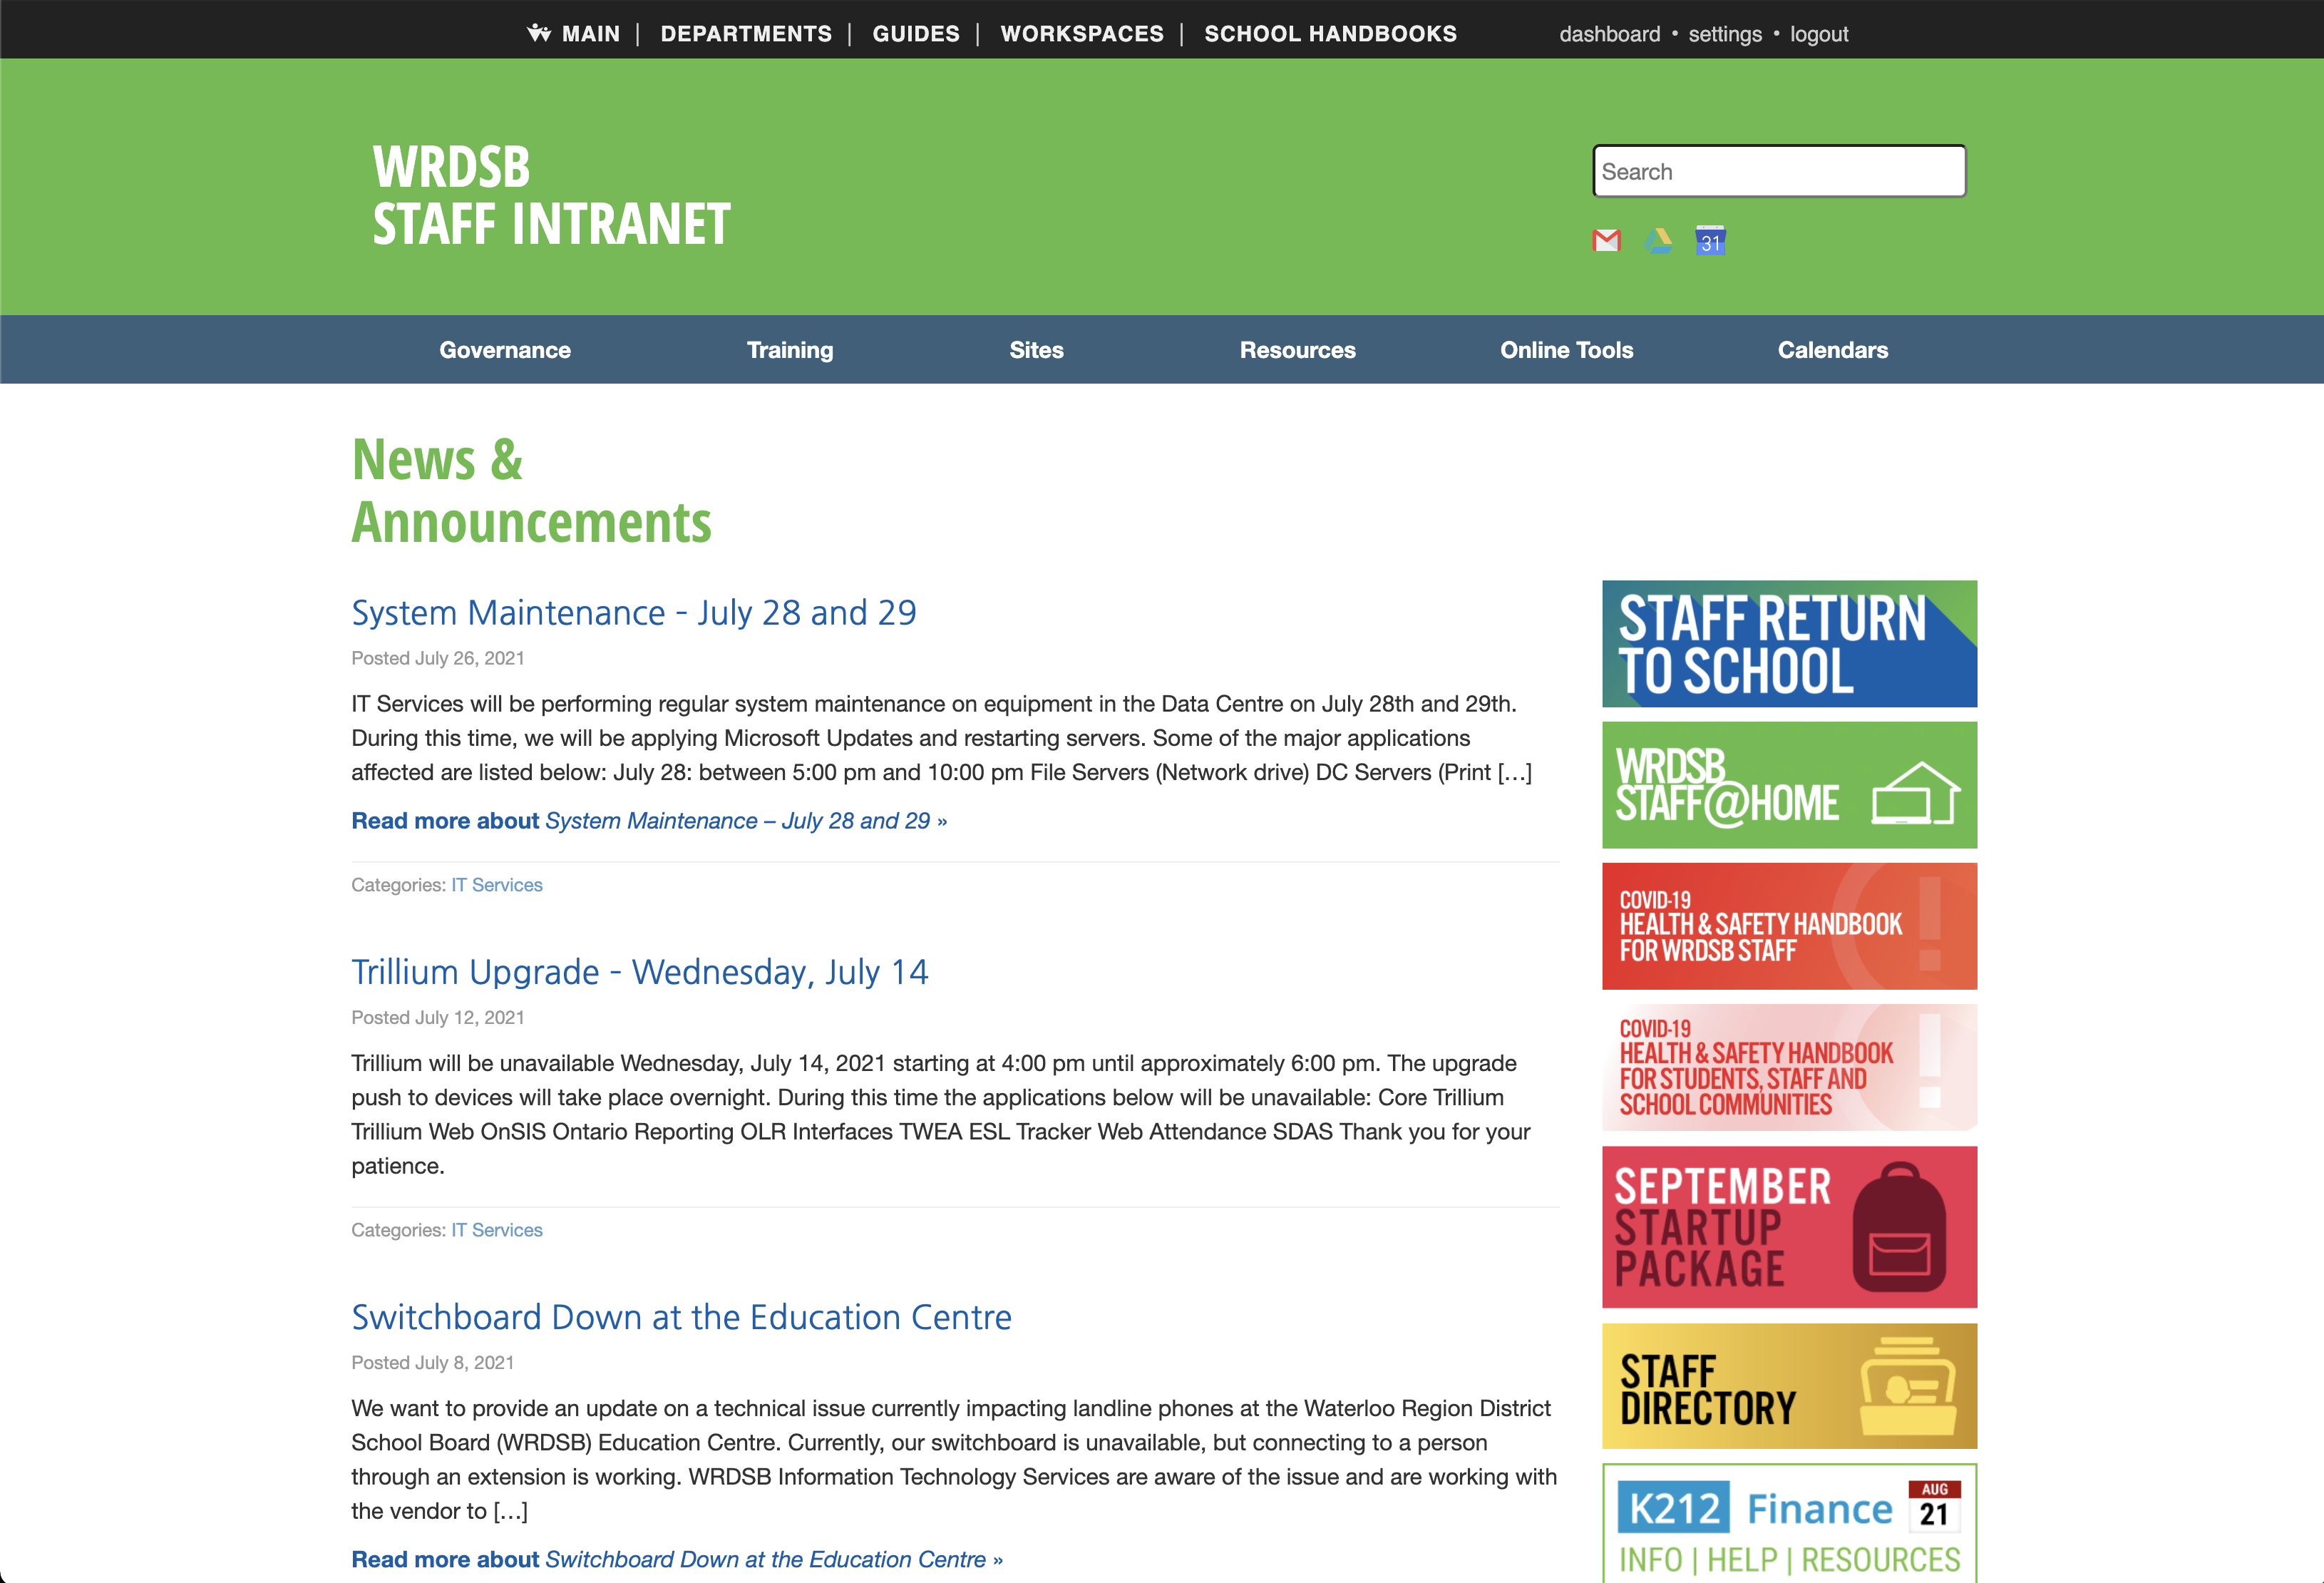 MAIN | DEPARTMENTS | GUIDES | WORKSPACES | SCHOOL HANDBOOKS
dashboard • settings • logout
WRDSB
STAFF INTRANET
Search
31
Governance
Training
Sites
Resources
Online Tools
Calendars
News &
Announcements
System Maintenance - July 28 and 29
Posted July 26, 2021
IT Services will be performing regular system maintenance on equipment in the Data Centre on July 28th and 29th.
During this time, we will be applying Microsoft Updates and restarting servers. Some of the major applications
affected are listed below: July 28: between 5:00 pm and 10:00 pm File Servers (Network drive) DC Servers (Print […]
Read more about System Maintenance – July 28 and 29 »
Categories: IT Services
Trillium Upgrade - Wednesday, July 14
Posted July 12, 2021
Trillium will be unavailable Wednesday, July 14, 2021 starting at 4:00 pm until approximately 6:00 pm. The upgrade
push to devices will take place overnight. During this time the applications below will be unavailable: Core Trillium
Trillium Web OnSIS Ontario Reporting OLR Interfaces TWEA ESL Tracker Web Attendance SDAS Thank you for your
patience.
Categories: IT Services
Switchboard Down at the Education Centre
Posted July 8, 2021
We want to provide an update on a technical issue currently impacting landline phones at the Waterloo Region District
School Board (WRDSB) Education Centre. Currently, our switchboard is unavailable, but connecting to a person
through an extension is working. WRDSB Information Technology Services are aware of the issue and are working with
the vendor to […]
Read more about Switchboard Down at the Education Centre »
STAFF RETURN
TO SCHOOL
WRDSB
STAFF@HOME
COVID-19
HEALTH & SAFETY HANDBOOK
FOR WRDSB STAFF
COVID-19
HEALTH & SAFETY HANDBOOK
FOR STUDENTS, STAFF AND
SCHOOL COMMUNITIES
SEPTEMBER
STARTUP
PACKAGE
STAFF
DIRECTORY
K212 Finance
AUG
21
INFO | HELP | RESOURCES